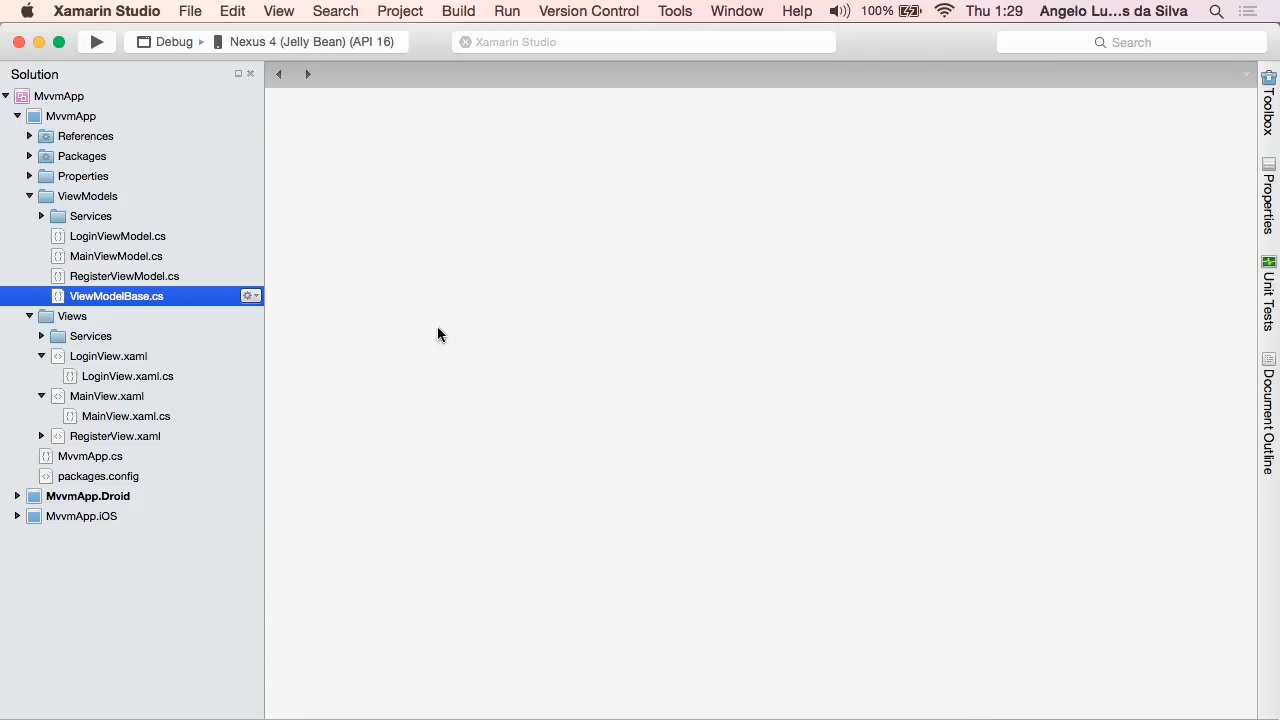 Xamarin Studio File Edit View Search Project Build Run Version Control Tools Window Help 100% Thu 1:29 Angelo Lu...s da Silva
Debug Nexus 4 (Jelly Bean) (API 16) Xamarin Studio Search
Solution
MvvmApp
MvvmApp
References
Packages
Properties
ViewModels
Services
LoginViewModel.cs
MainViewModel.cs
RegisterViewModel.cs
ViewModelBase.cs
Views
Services
LoginView.xaml
LoginView.xaml.cs
MainView.xaml
MainView.xaml.cs
RegisterView.xaml
MvvmApp.cs
packages.config
MvvmApp.Droid
MvvmApp.iOS
Toolbox
Properties
Unit Tests
Document Outline